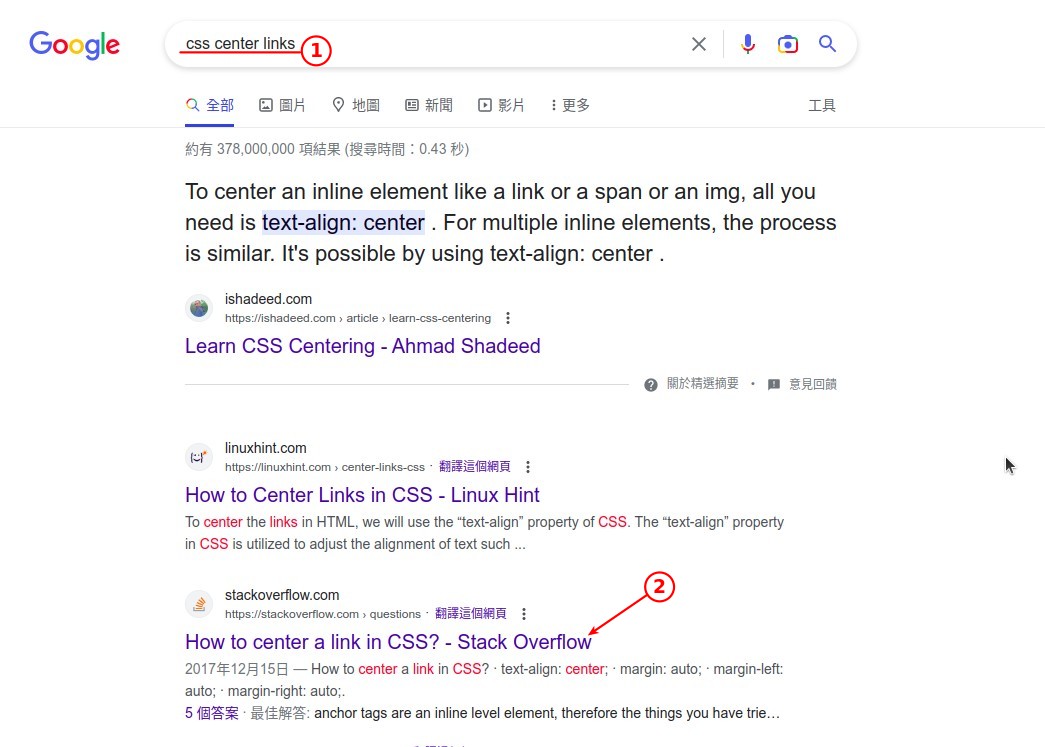 Google
css center links
1
全部 圖片 地圖 新聞 影片 更多 工具
約有 378,000,000 項結果 (搜尋時間：0.43 秒)
To center an inline element like a link or a span or an img, all you
need is text-align: center . For multiple inline elements, the process
is similar. It's possible by using text-align: center .
ishadeed.com
https://ishadeed.com › article › learn-css-centering
Learn CSS Centering - Ahmad Shadeed
關於精選摘要 • 意見回饋
linuxhint.com
https://linuxhint.com › center-links-css · 翻譯這個網頁
How to Center Links in CSS - Linux Hint
To center the links in HTML, we will use the “text-align” property of CSS. The “text-align” property
in CSS is utilized to adjust the alignment of text such ...
2
stackoverflow.com
https://stackoverflow.com › questions · 翻譯這個網頁
How to center a link in CSS? - Stack Overflow
2017年12月15日 — How to center a link in CSS? · text-align: center; · margin: auto; · margin-left:
auto; · margin-right: auto;.
5 個答案 · 最佳解答: anchor tags are an inline level element, therefore the things you have trie…